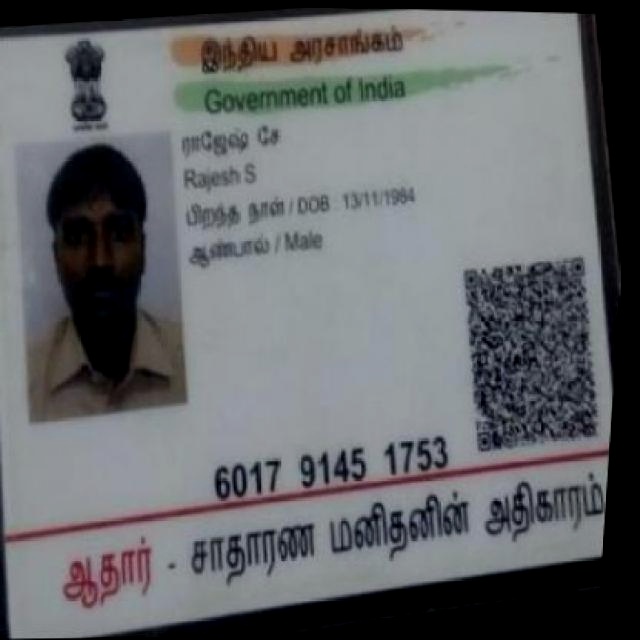 இந்திய அரசாங்கம்
Government of India
ராஜேஷ் சே
Rajesh S
பிறந்த நாள் / DOB : 13/11/1984
ஆண்பால் / Male
6017 9145 1753
ஆதார் - சாதாரண மனிதனின் அதிகாரம்